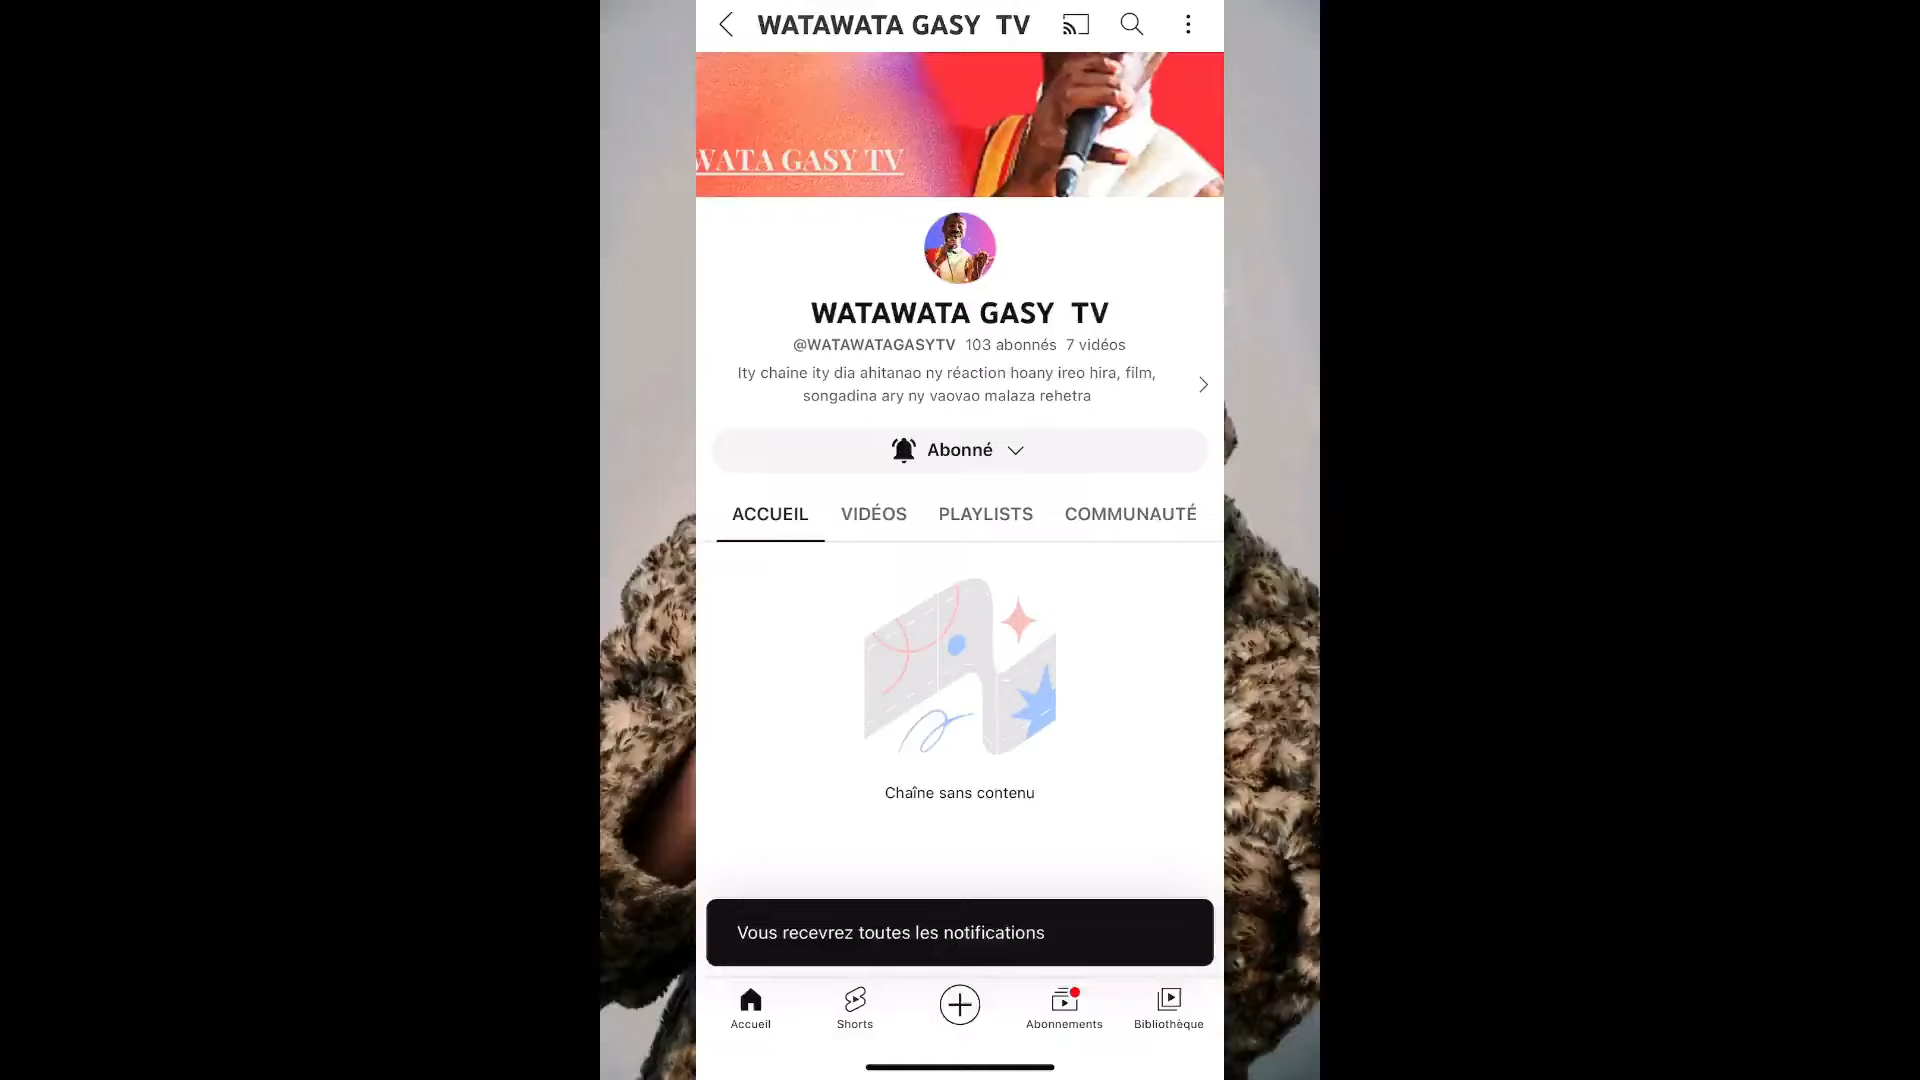 WATAWATA GASY TV
WATA GASY TV
WATAWATA GASY TV
@WATAWATAGASYTV 103 abonnés 7 vidéos
Ity chaine ity dia ahitanao ny réaction hoany ireo hira, film,
songadina ary ny vaovao malaza rehetra
Abonné
ACCUEIL VIDÉOS PLAYLISTS COMMUNAUTÉ
Chaîne sans contenu
Vous recevrez toutes les notifications
Accueil Shorts Abonnements Bibliothèque